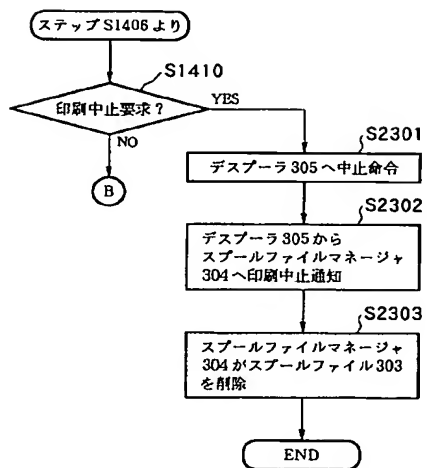 ステップS1406より
S1410
印刷中止要求？
YES
NO
B
S2301
デスプーラ305へ中止命令
S2302
デスプーラ305から
スプールファイルマネージャ
304へ印刷中止通知
S2303
スプールファイルマネージャ
304がスプールファイル303
を削除
END